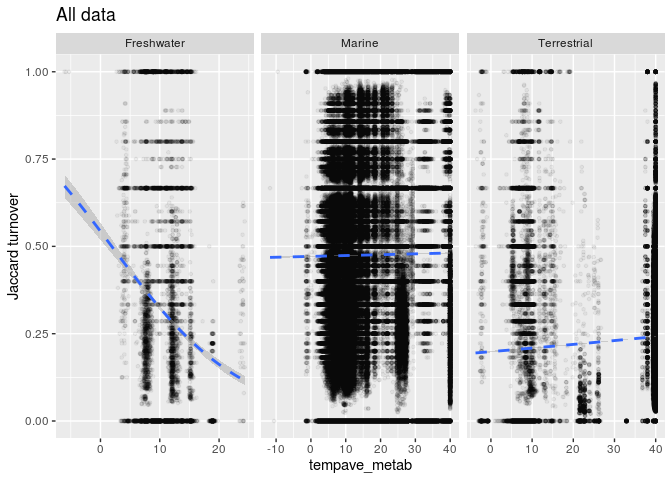 All data
Freshwater Marine Terrestrial
1.00
0.75
0.50
0.25
0.00
Jaccard turnover
0 20 -10 0 10 20 30 40 0 10 20 30 40
tempave_metab